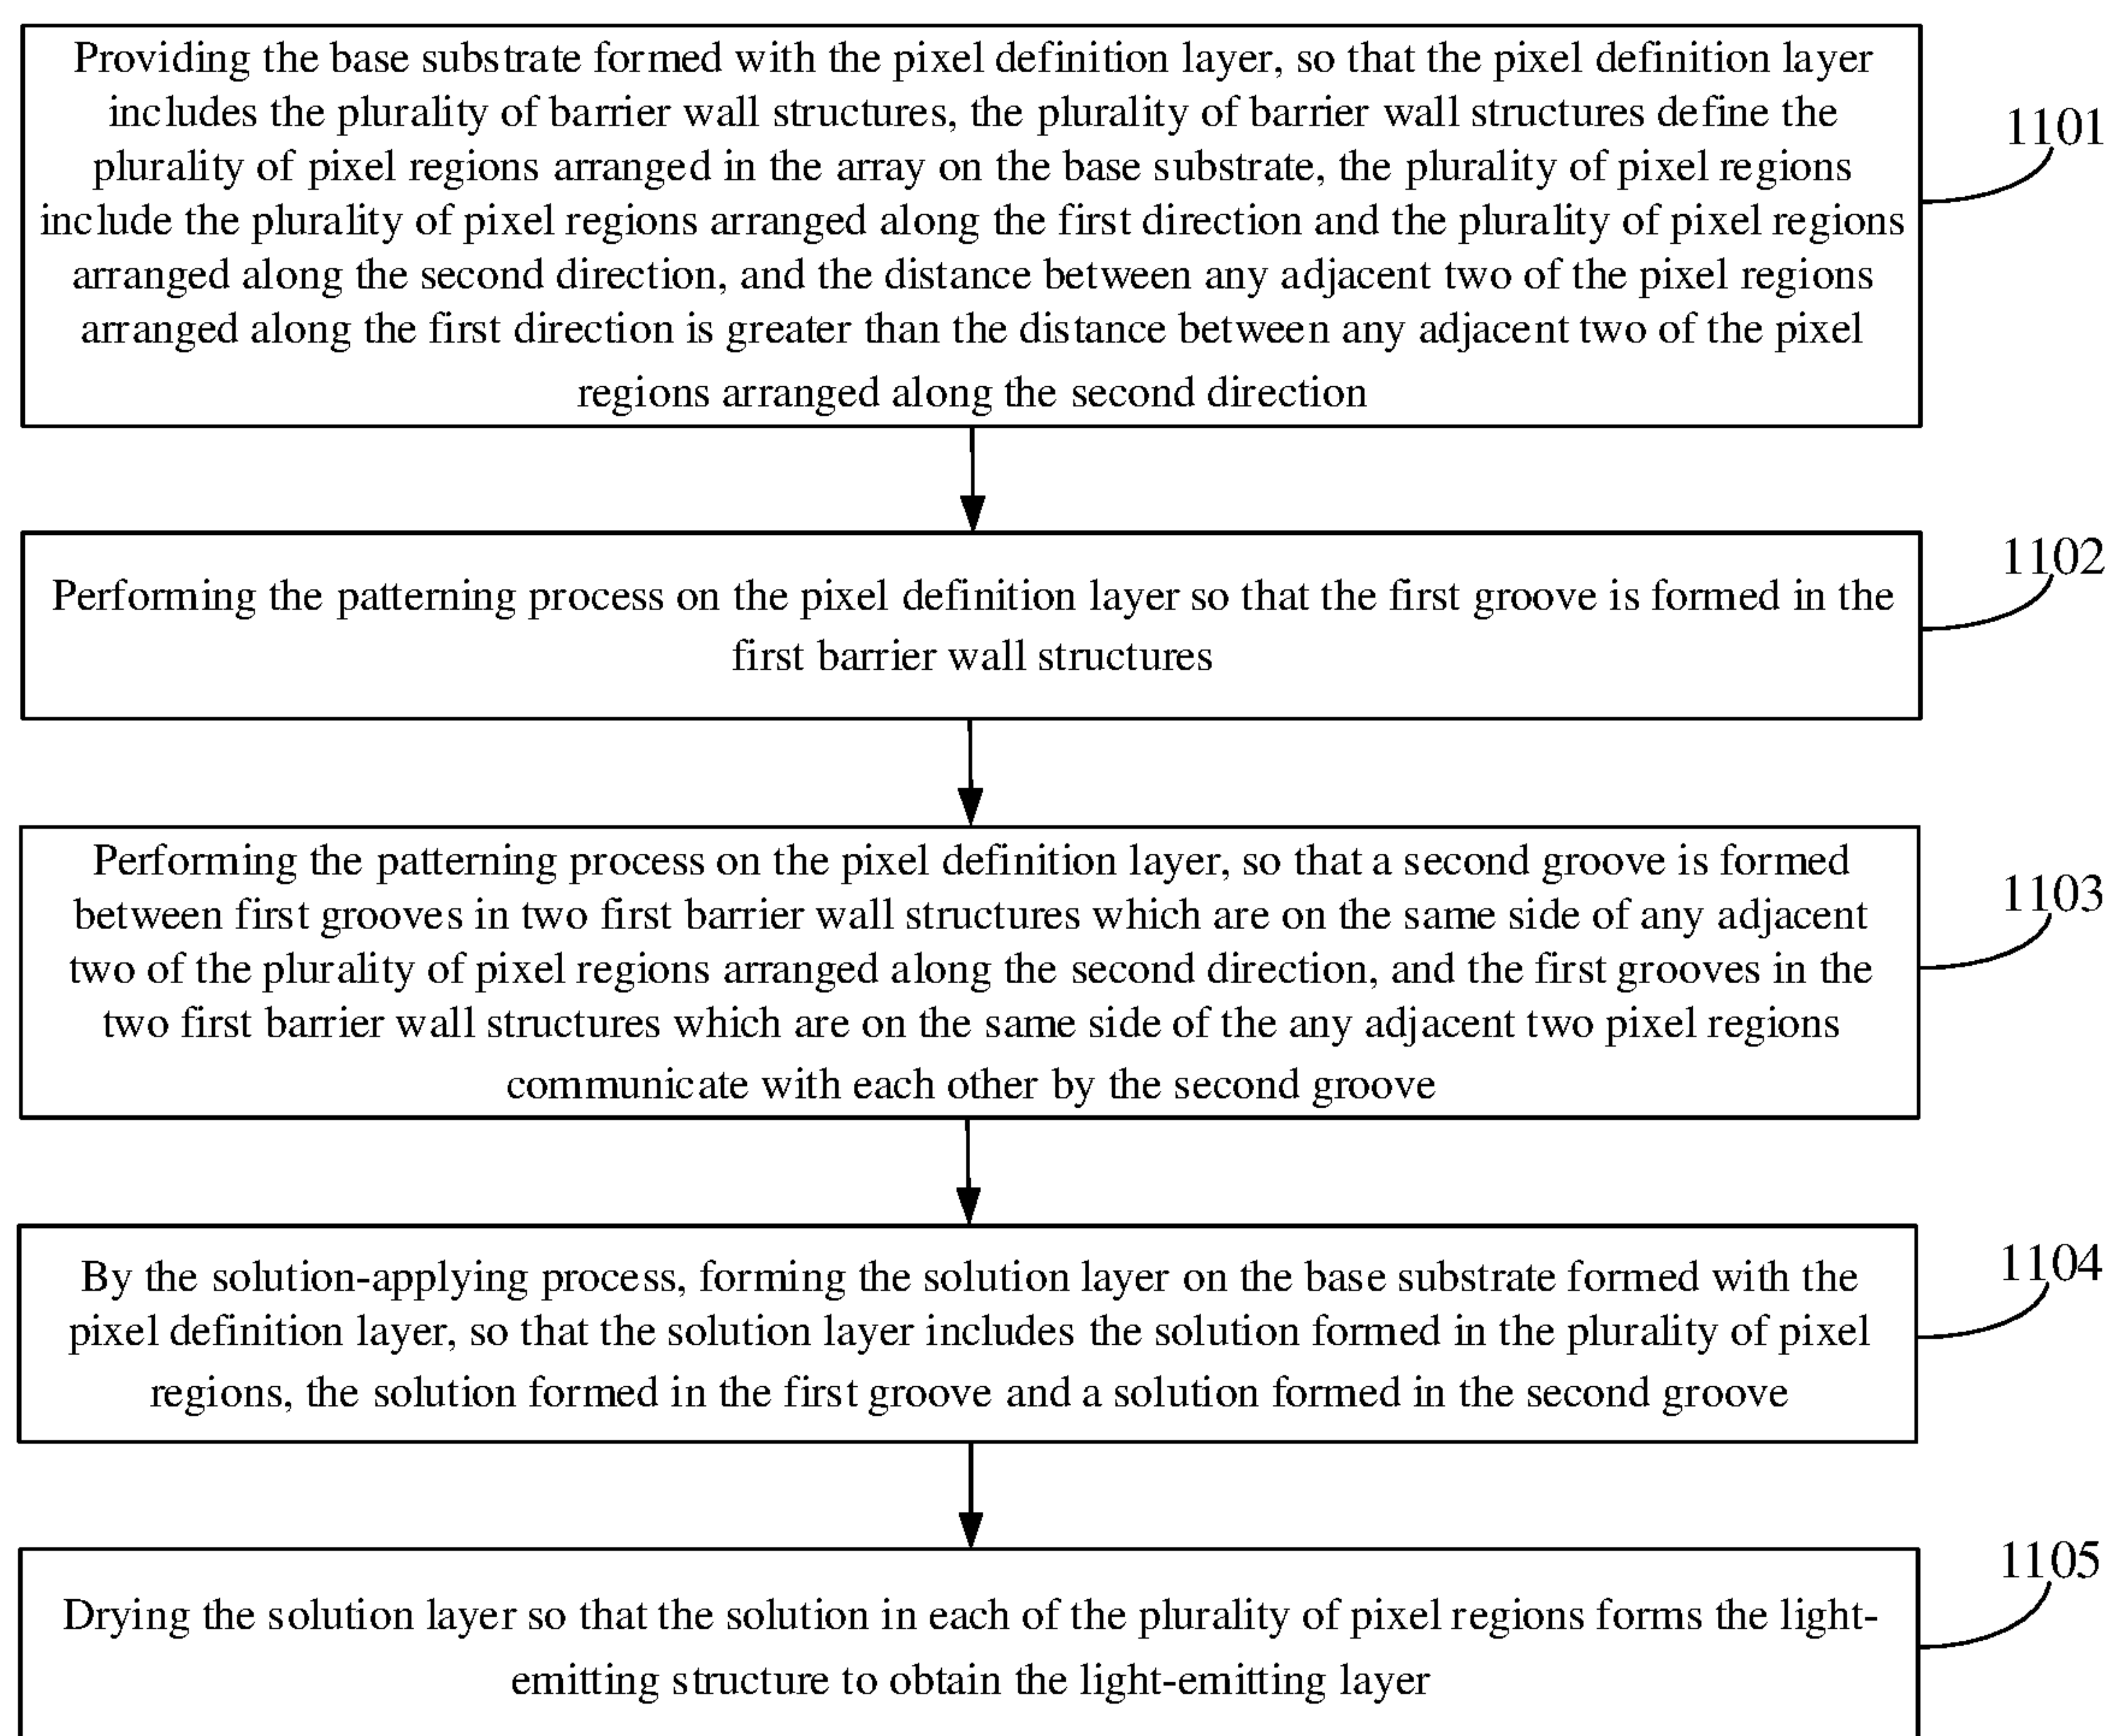 Providing the base substrate formed with the pixel definition layer, so that the pixel definition layer
includes the plurality of barrier wall structures, the plurality of barrier wall structures define the
plurality of pixel regions arranged in the array on the base substrate, the plurality of pixel regions
include the plurality of pixel regions arranged along the first direction and the plurality of pixel regions
arranged along the second direction, and the distance between any adjacent two of the pixel regions
arranged along the first direction is greater than the distance between any adjacent two of the pixel
regions arranged along the second direction
1101
Performing the patterning process on the pixel definition layer so that the first groove is formed in the
first barrier wall structures
1102
Performing the patterning process on the pixel definition layer, so that a second groove is formed
between first grooves in two first barrier wall structures which are on the same side of any adjacent
two of the plurality of pixel regions arranged along the second direction, and the first grooves in the
two first barrier wall structures which are on the same side of the any adjacent two pixel regions
communicate with each other by the second groove
1103
By the solution-applying process, forming the solution layer on the base substrate formed with the
pixel definition layer, so that the solution layer includes the solution formed in the plurality of pixel
regions, the solution formed in the first groove and a solution formed in the second groove
1104
Drying the solution layer so that the solution in each of the plurality of pixel regions forms the light-
emitting structure to obtain the light-emitting layer
1105